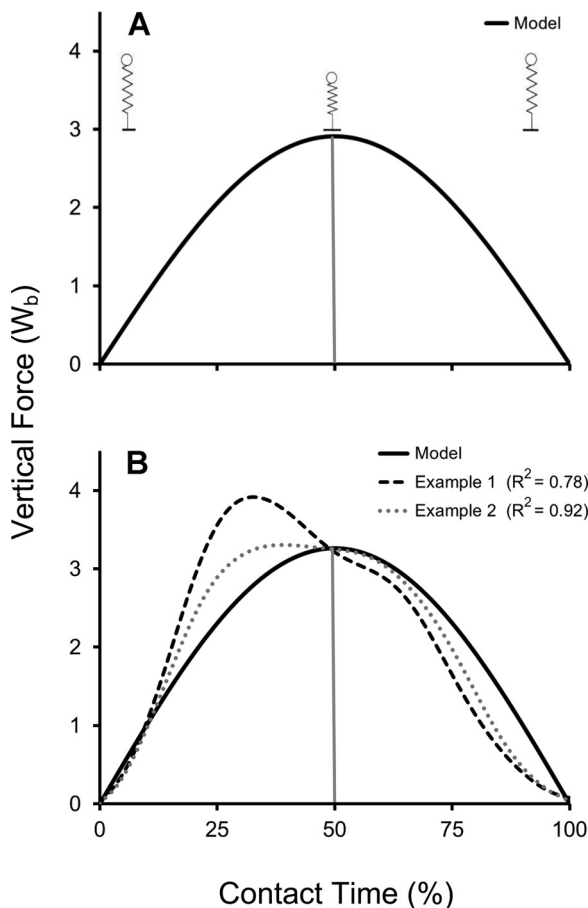 A
Model
4
3
2
1
0
Vertical Force (Wb)
B
Model
Example 1 (R² = 0.78)
Example 2 (R² = 0.92)
4
3
2
1
0
0 25 50 75 100
Contact Time (%)